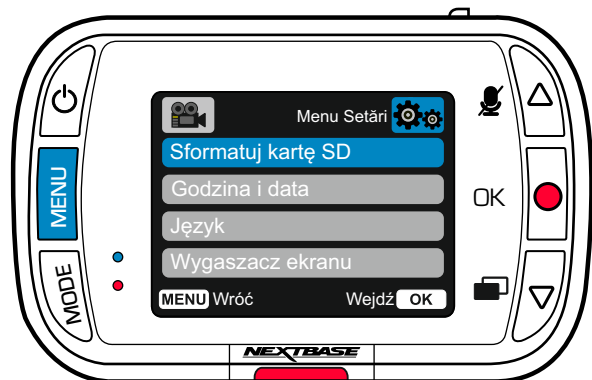 Menu Setări
Sformatuj kartę SD
MENU
Godzina i data
OK
Język
Wygaszacz ekranu
MODE
MENU Wróć Wejdź OK
NEXTBASE